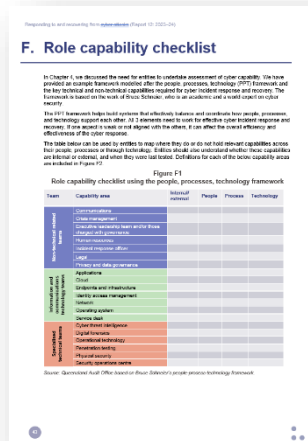 Responding to and recovering from cyber attacks (Report 12: 2023–24)
F. Role capability checklist
In Chapter 4, we discussed the need for entities to undertake assessment of cyber capability. We have
provided an example framework modelled after the people, processes, technology (PPT) framework and
the key technical and non-technical capabilities required for cyber incident response and recovery. The
framework is based on the work of Bruce Schneier, who is an academic and a world expert on cyber
security.
The PPT framework helps build systems that effectively balance and coordinate how people, processes,
and technology support each other. All 3 elements need to work for effective cyber incident response and
recovery. If one aspect is weak or not aligned with the others, it can affect the overall efficiency and
effectiveness of the cyber response.
The table below can be used by entities to map where they do or do not hold relevant capabilities across
their people, processes or through technology. Entities should also understand whether these capabilities
are internal or external, and when they were last tested. Definitions for each of the below capability areas
are included in Figure F2.
Figure F1
Role capability checklist using the people, processes, technology framework
Team Capability area Internal/ external People Process Technology
Non-technical related teams
Communications
Crisis management
Executive leadership team and/or those charged with governance
Human resources
Incident response officer
Legal
Privacy and data governance
Information and communications technology teams
Applications
Cloud
Endpoints and infrastructure
Identity access management
Network
Operating system
Service desk
Specialised technical teams
Cyber threat intelligence
Digital forensics
Operational technology
Penetration testing
Physical security
Security operations centre
Source: Queensland Audit Office based on Bruce Schneier's people process technology framework.